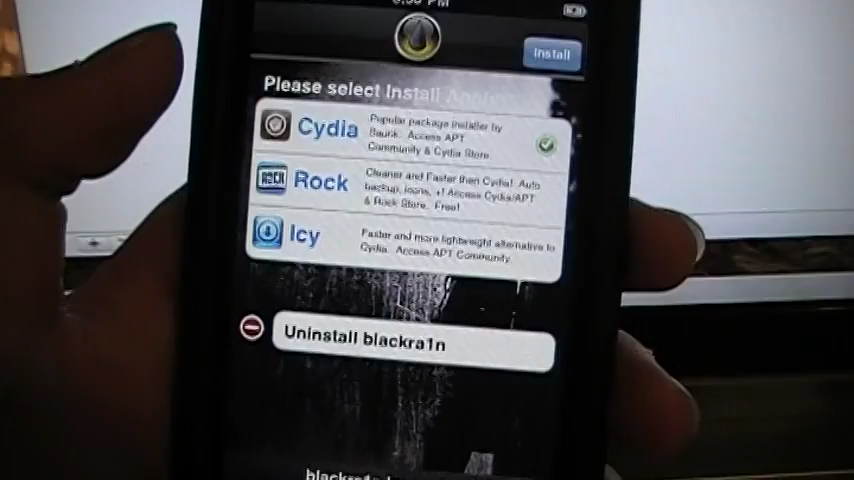 Install
Please select Install
Cydia
Popular package installer by
Saurik. Access APT
Community & Cydia Store.
ROCK
Rock
Cleaner and Faster then Cydia! Auto
backup, icons, +! Access Cydia/APT
& Rock Store. Free!
Icy
Faster and more lightweight alternative to
Cydia. Access APT Community.
Uninstall blackra1n